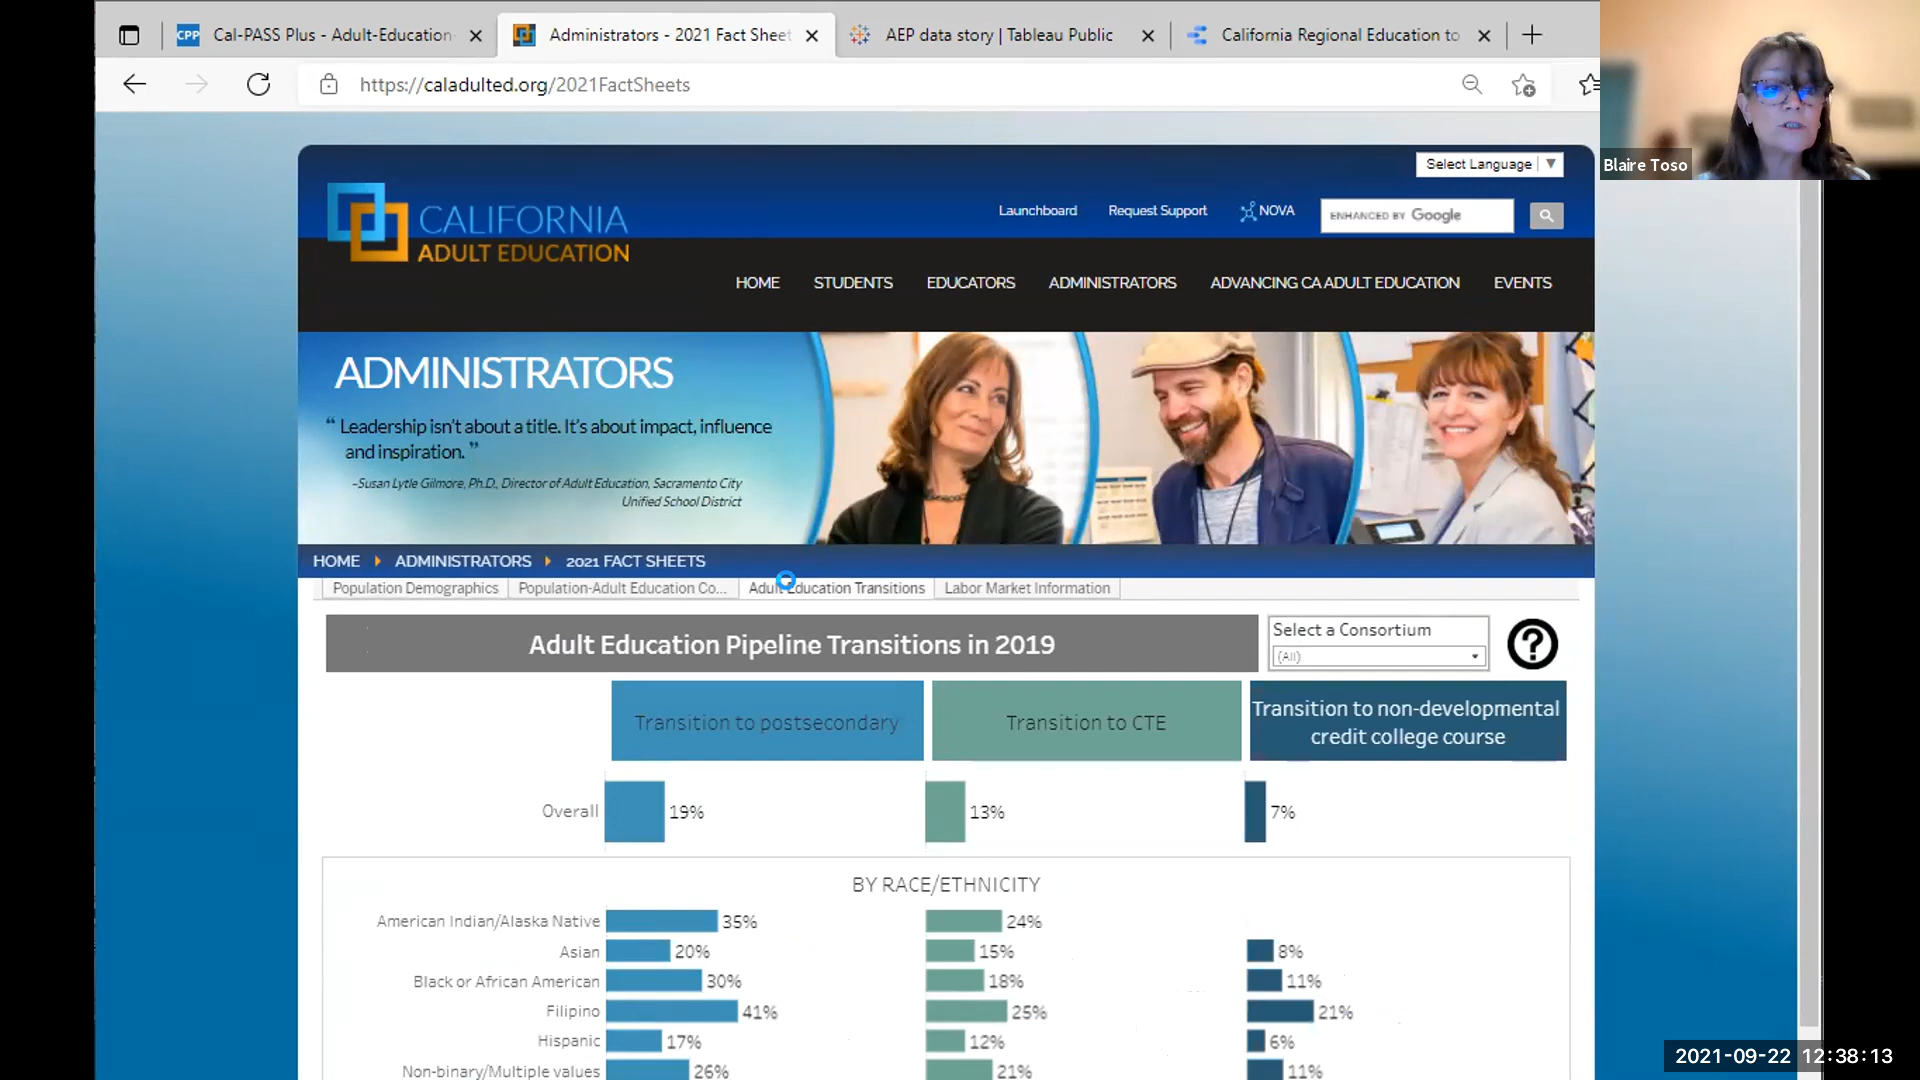 Cal-PASS Plus - Adult-Education
Administrators - 2021 Fact Sheet
AEP data story | Tableau Public
California Regional Education to
https://caladulted.org/2021FactSheets
Blaire Toso
Select Language ▼
Launchboard
Request Support
NOVA
ENHANCED BY Google
CALIFORNIA
ADULT EDUCATION
HOME
STUDENTS
EDUCATORS
ADMINISTRATORS
ADVANCING CA ADULT EDUCATION
EVENTS
ADMINISTRATORS
“ Leadership isn't about a title. It's about impact, influence
and inspiration. ”
–Susan Lytle Gilmore, Ph.D., Director of Adult Education, Sacramento City
Unified School District
HOME ADMINISTRATORS 2021 FACT SHEETS
Population Demographics
Population-Adult Education Co...
Adult Education Transitions
Labor Market Information
Adult Education Pipeline Transitions in 2019
Select a Consortium
(All)
Transition to postsecondary
Transition to CTE
Transition to non-developmental
credit college course
Overall 19% 13% 7%
BY RACE/ETHNICITY
American Indian/Alaska Native 35% 24%
Asian 20% 15% 8%
Black or African American 30% 18% 11%
Filipino 41% 25% 21%
Hispanic 17% 12% 6%
Non-binary/Multiple values 26% 21% 11%
2021-09-22 12:38:13